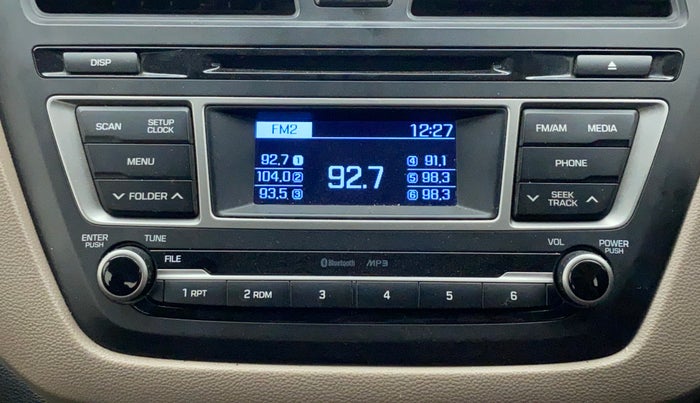 DISP
SCAN SETUP CLOCK
MENU
FOLDER
FM2 12:27
92.7 1 4 91.1
104.0 2 92.7 5 98.3
93.5 3 6 98.3
FM/AM MEDIA
PHONE
SEEK TRACK
ENTER PUSH TUNE
FILE
Bluetooth MP3
VOL POWER PUSH
1 RPT 2 RDM 3 4 5 6